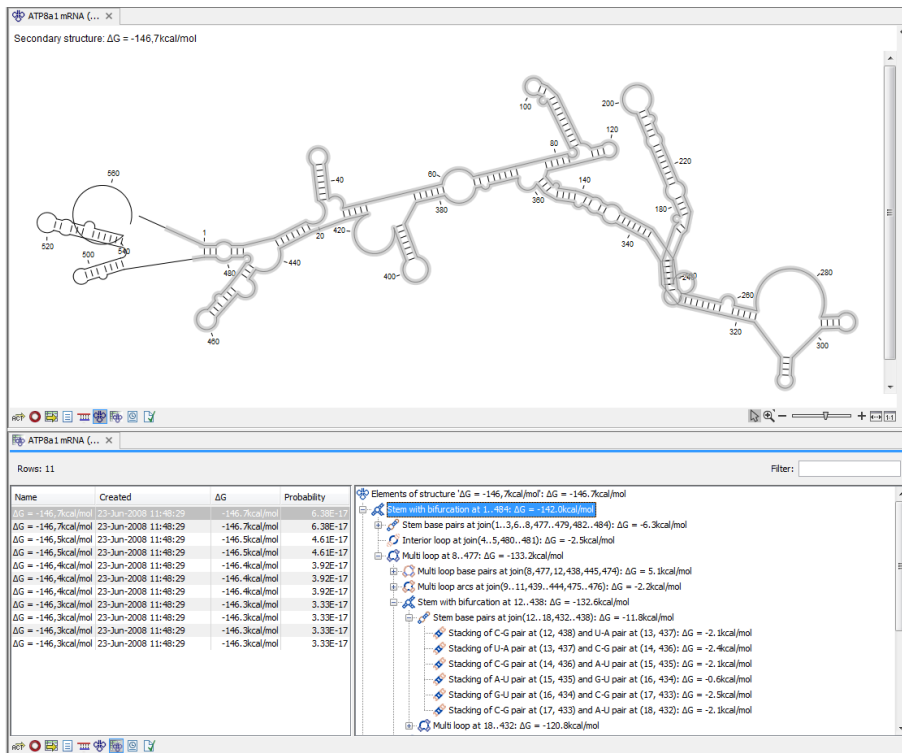 ATP8a1 mRNA (...
Secondary structure: ΔG = -146,7kcal/mol
100
200
120
80
220
560
40
60
140
180
380
360
1
20
420
340
520
500
540
480
440
400
240
260
280
320
300
460
1:1
ATP8a1 mRNA (...
Rows: 11
Filter:
Name Created ΔG Probability
ΔG = -146,7kcal/mol 23-Jun-2008 11:48:29 -146.7kcal/mol 6.38E-17
ΔG = -146,7kcal/mol 23-Jun-2008 11:48:29 -146.7kcal/mol 6.38E-17
ΔG = -146,5kcal/mol 23-Jun-2008 11:48:29 -146.5kcal/mol 4.61E-17
ΔG = -146,5kcal/mol 23-Jun-2008 11:48:29 -146.5kcal/mol 4.61E-17
ΔG = -146,4kcal/mol 23-Jun-2008 11:48:29 -146.4kcal/mol 3.92E-17
ΔG = -146,4kcal/mol 23-Jun-2008 11:48:29 -146.4kcal/mol 3.92E-17
ΔG = -146,4kcal/mol 23-Jun-2008 11:48:29 -146.4kcal/mol 3.92E-17
ΔG = -146,3kcal/mol 23-Jun-2008 11:48:29 -146.3kcal/mol 3.33E-17
ΔG = -146,3kcal/mol 23-Jun-2008 11:48:29 -146.3kcal/mol 3.33E-17
ΔG = -146,3kcal/mol 23-Jun-2008 11:48:29 -146.3kcal/mol 3.33E-17
ΔG = -146,3kcal/mol 23-Jun-2008 11:48:29 -146.3kcal/mol 3.33E-17
Elements of structure 'ΔG = -146,7kcal/mol': ΔG = -146.7kcal/mol
Stem with bifurcation at 1..484: ΔG = -142.0kcal/mol
Stem base pairs at join(1..3,6..8,477..479,482..484): ΔG = -6.3kcal/mol
Interior loop at join(4..5,480..481): ΔG = -2.5kcal/mol
Multi loop at 8..477: ΔG = -133.2kcal/mol
Multi loop base pairs at join(8,477,12,438,445,474): ΔG = 5.1kcal/mol
Multi loop arcs at join(9..11,439..444,475..476): ΔG = -2.2kcal/mol
Stem with bifurcation at 12..438: ΔG = -132.6kcal/mol
Stem base pairs at join(12..18,432..438): ΔG = -11.8kcal/mol
Stacking of C-G pair at (12, 438) and U-A pair at (13, 437): ΔG = -2.1kcal/mol
Stacking of U-A pair at (13, 437) and C-G pair at (14, 436): ΔG = -2.4kcal/mol
Stacking of C-G pair at (14, 436) and A-U pair at (15, 435): ΔG = -2.1kcal/mol
Stacking of A-U pair at (15, 435) and G-U pair at (16, 434): ΔG = -0.6kcal/mol
Stacking of G-U pair at (16, 434) and C-G pair at (17, 433): ΔG = -2.5kcal/mol
Stacking of C-G pair at (17, 433) and A-U pair at (18, 432): ΔG = -2.1kcal/mol
Multi loop at 18..432: ΔG = -120.8kcal/mol